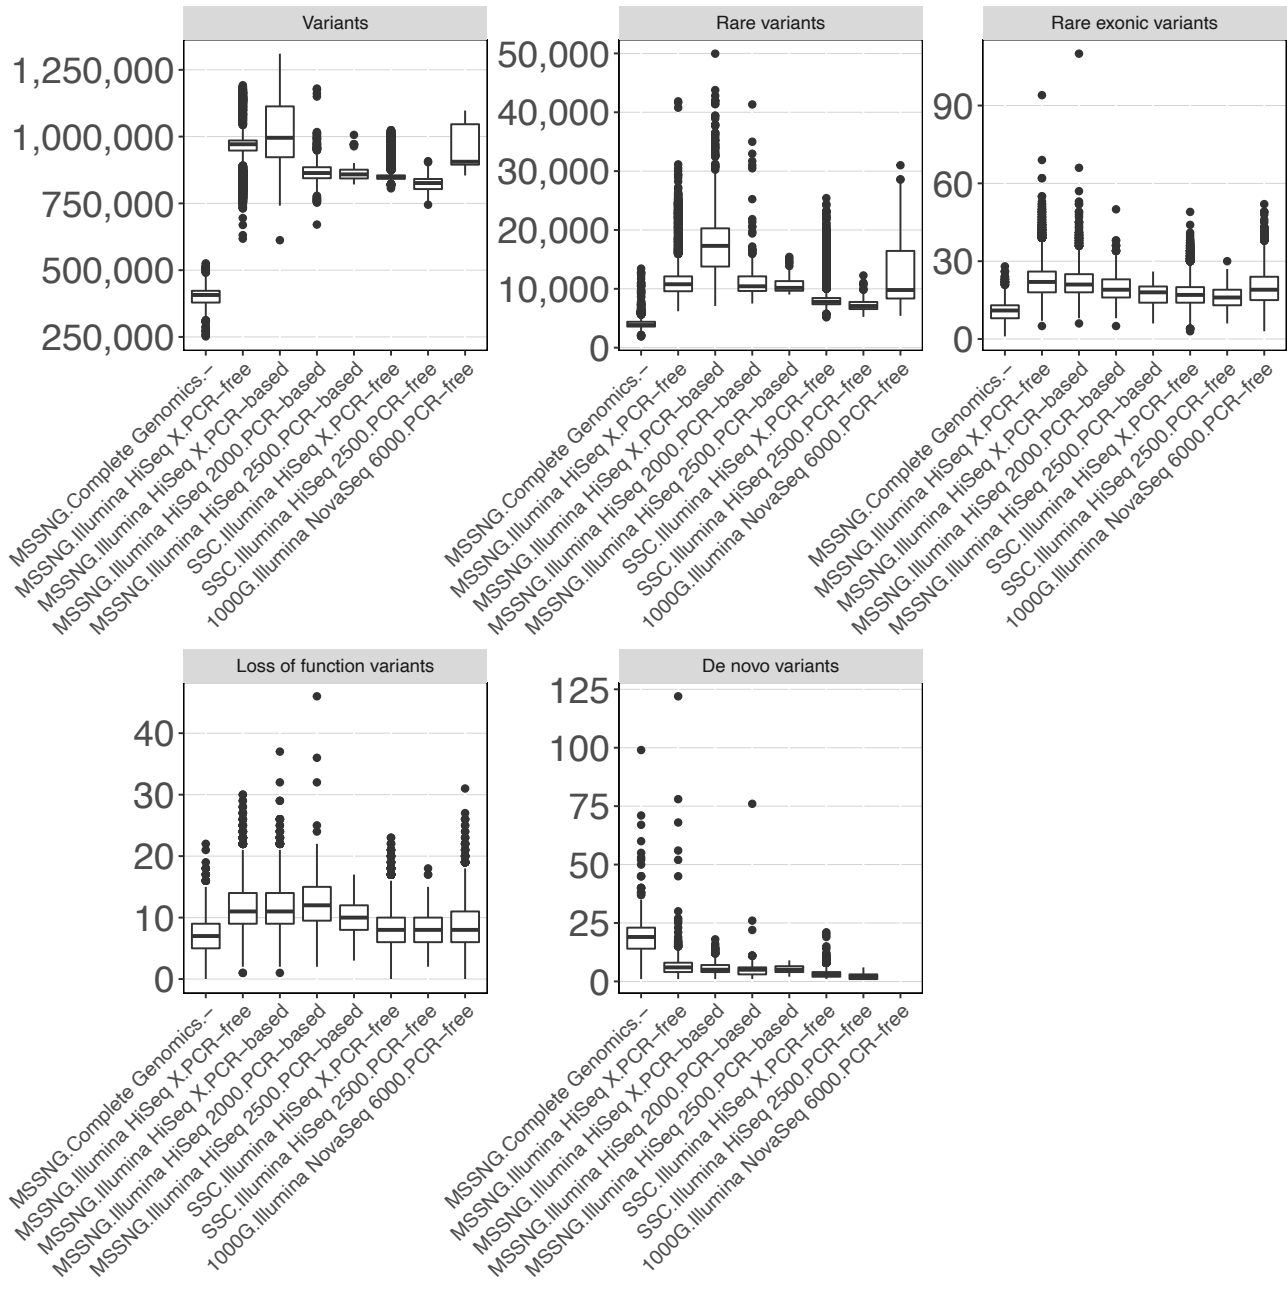 Variants
1,250,000
1,000,000
750,000
500,000
250,000
MSSNG.Complete Genomics.–
MSSNG.Illumina HiSeq X.PCR–free
MSSNG.Illumina HiSeq X.PCR–based
MSSNG.Illumina HiSeq 2000.PCR–based
MSSNG.Illumina HiSeq 2500.PCR–based
SSC.Illumina HiSeq X.PCR–free
SSC.Illumina HiSeq 2500.PCR–free
1000G.Illumina NovaSeq 6000.PCR–free
Rare variants
50,000
40,000
30,000
20,000
10,000
0
MSSNG.Complete Genomics.–
MSSNG.Illumina HiSeq X.PCR–free
MSSNG.Illumina HiSeq X.PCR–based
MSSNG.Illumina HiSeq 2000.PCR–based
MSSNG.Illumina HiSeq 2500.PCR–based
SSC.Illumina HiSeq X.PCR–free
SSC.Illumina HiSeq 2500.PCR–free
1000G.Illumina NovaSeq 6000.PCR–free
Rare exonic variants
90
60
30
0
MSSNG.Complete Genomics.–
MSSNG.Illumina HiSeq X.PCR–free
MSSNG.Illumina HiSeq X.PCR–based
MSSNG.Illumina HiSeq 2000.PCR–based
MSSNG.Illumina HiSeq 2500.PCR–based
SSC.Illumina HiSeq X.PCR–free
SSC.Illumina HiSeq 2500.PCR–free
1000G.Illumina NovaSeq 6000.PCR–free
Loss of function variants
40
30
20
10
0
MSSNG.Complete Genomics.–
MSSNG.Illumina HiSeq X.PCR–free
MSSNG.Illumina HiSeq X.PCR–based
MSSNG.Illumina HiSeq 2000.PCR–based
MSSNG.Illumina HiSeq 2500.PCR–based
SSC.Illumina HiSeq X.PCR–free
SSC.Illumina HiSeq 2500.PCR–free
1000G.Illumina NovaSeq 6000.PCR–free
De novo variants
125
100
75
50
25
0
MSSNG.Complete Genomics.–
MSSNG.Illumina HiSeq X.PCR–free
MSSNG.Illumina HiSeq X.PCR–based
MSSNG.Illumina HiSeq 2000.PCR–based
MSSNG.Illumina HiSeq 2500.PCR–based
SSC.Illumina HiSeq X.PCR–free
SSC.Illumina HiSeq 2500.PCR–free
1000G.Illumina NovaSeq 6000.PCR–free